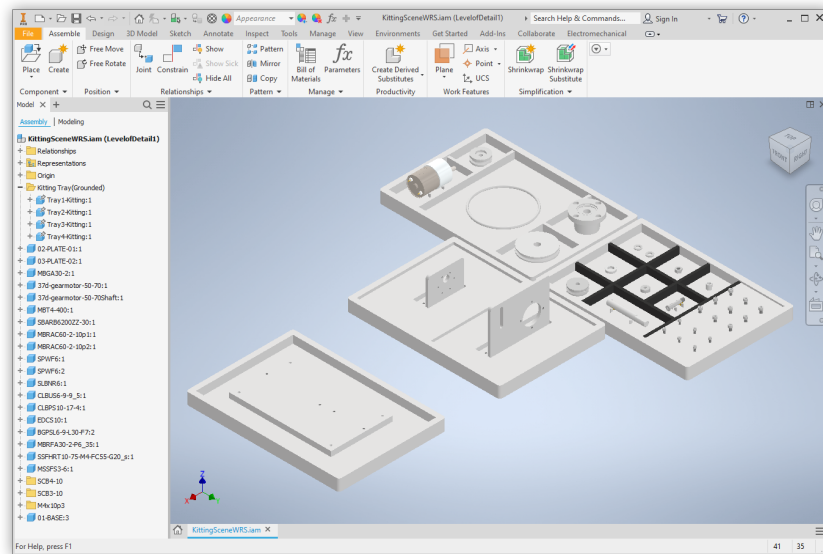 Appearance
KittingSceneWRS.iam (LevelofDetail1)
Search Help & Commands...
Sign In
File Assemble Design 3D Model Sketch Annotate Inspect Tools Manage View Environments Get Started Add-Ins Collaborate Electromechanical
Place
Create
Free Move
Free Rotate
Joint
Constrain
Show
Show Sick
Hide All
Pattern
Mirror
Copy
Bill of
Materials
fx
Parameters
Create Derived
Substitutes
Plane
Axis
Point
UCS
Shrinkwrap
Shrinkwrap
Substitute
Component Position Relationships Pattern Manage Productivity Work Features Simplification
Model
Assembly | Modeling
KittingSceneWRS.iam (LevelofDetail1)
Relationships
Representations
Origin
Kitting Tray(Grounded)
Tray1-Kitting:1
Tray2-Kitting:1
Tray3-Kitting:1
Tray4-Kitting:1
02-PLATE-01:1
03-PLATE-02:1
MBGA30-2:1
37d-gearmotor-50-70:1
37d-gearmotor-50-70Shaft:1
MBT4-400:1
SBARB6200ZZ-30:1
MBRAC60-2-10p1:1
MBRAC60-2-10p2:1
SPWF6:1
SPWF6:2
SLBNR6:1
CLBUS6-9-9_5:1
CLBPS10-17-4:1
EDCS10:1
BGPSL6-9-L30-F7:2
MBRFA30-2-P6_35:1
SSFHRT10-75-M4-FC55-G20_s:1
MSSFS3-6:1
SCB4-10
SCB3-10
M4x10p3
01-BASE:3
TOP
FRONT
RIGHT
Z
X
Y
KittingSceneWRS.iam
For Help, press F1
41 35